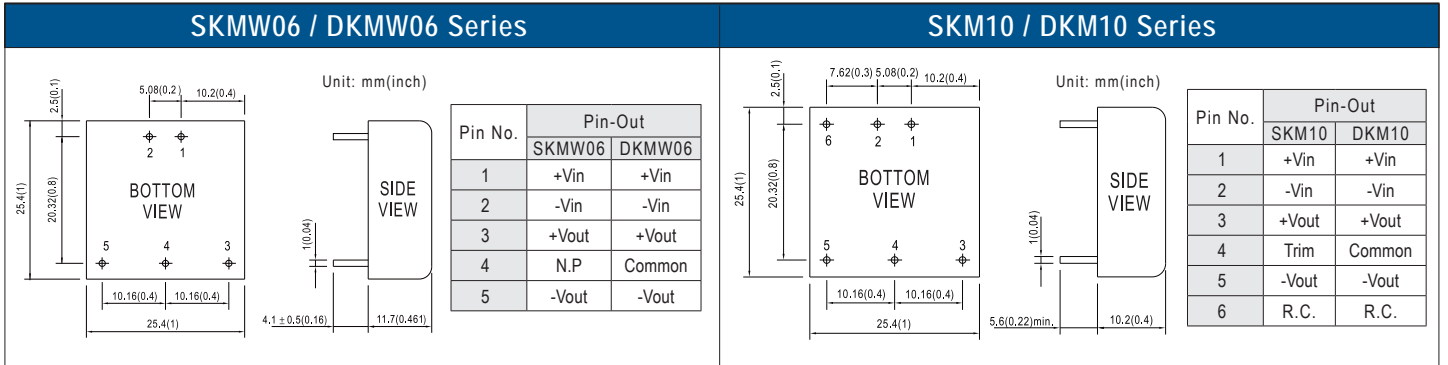 SKMW06 / DKMW06 Series
Unit: mm(inch)
2.5(0.1)
5.08(0.2)
10.2(0.4)
25.4(1)
20.32(0.8)
2
1
BOTTOM
VIEW
5
4
3
10.16(0.4)
10.16(0.4)
25.4(1)
SIDE
VIEW
1(0.04)
4.1 ±0.5(0.16)
11.7(0.461)
Pin No. Pin-Out
SKMW06 DKMW06
1 +Vin +Vin
2 -Vin -Vin
3 +Vout +Vout
4 N.P Common
5 -Vout -Vout
SKM10 / DKM10 Series
Unit: mm(inch)
2.5(0.1)
7.62(0.3)
5.08(0.2)
10.2(0.4)
25.4(1)
20.32(0.8)
6
2
1
BOTTOM
VIEW
5
4
3
10.16(0.4)
10.16(0.4)
25.4(1)
SIDE
VIEW
1(0.04)
5.6(0.22)min.
10.2(0.4)
Pin No. Pin-Out
SKM10 DKM10
1 +Vin +Vin
2 -Vin -Vin
3 +Vout +Vout
4 Trim Common
5 -Vout -Vout
6 R.C. R.C.